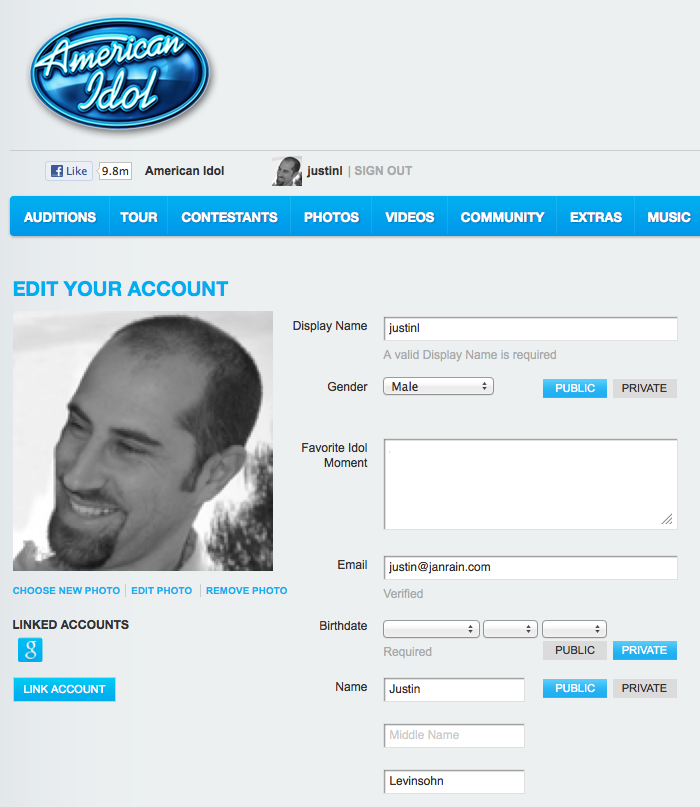 American
Idol
Like 9.8m American Idol justinl | SIGN OUT
AUDITIONS TOUR CONTESTANTS PHOTOS VIDEOS COMMUNITY EXTRAS MUSIC
EDIT YOUR ACCOUNT
Display Name justinl
A valid Display Name is required
Gender Male PUBLIC PRIVATE
Favorite Idol
Moment
Email justin@janrain.com
Verified
CHOOSE NEW PHOTO | EDIT PHOTO | REMOVE PHOTO
LINKED ACCOUNTS
g
LINK ACCOUNT
Birthdate
Required PUBLIC PRIVATE
Name Justin PUBLIC PRIVATE
Middle Name
Levinsohn